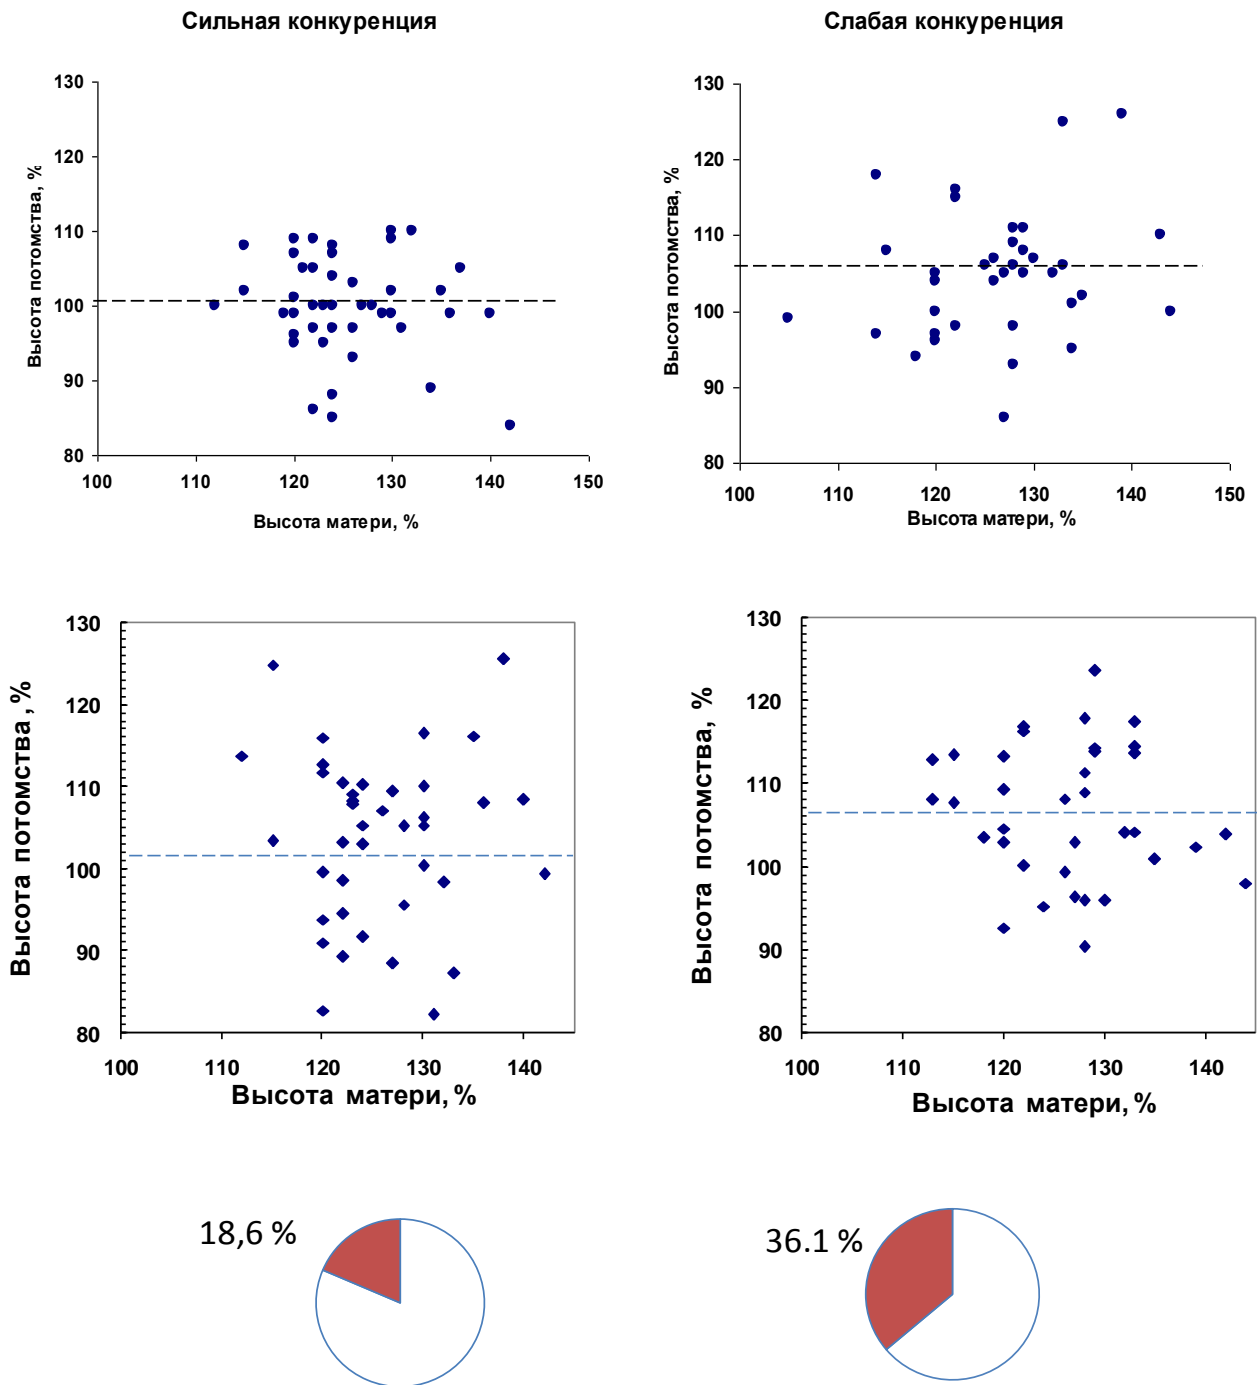 Сильная конкуренция
Слабая конкуренция
130
120
110
100
90
80
Высота потомства, %
100 110 120 130 140 150
Высота матери, %
130
120
110
100
90
80
Высота потомства, %
100 110 120 130 140 150
Высота матери, %
130
120
110
100
90
80
Высота потомства , %
100 110 120 130 140
Высота матери, %
130
120
110
100
90
80
Высота потомства, %
100 110 120 130 140
Высота матери, %
18,6 %
36.1 %